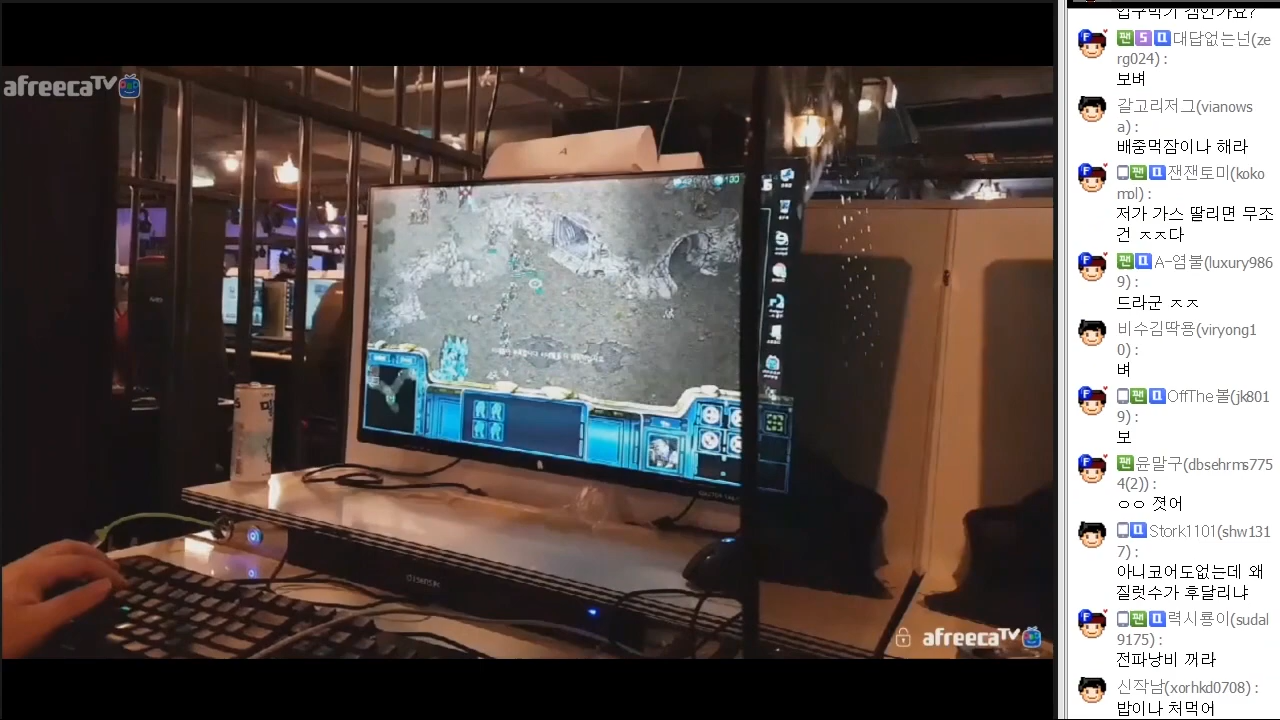 afreecaTV
afreecaTV
대답없는넌(ze
rg024) :
보벼
갈고리저그(vianows
a) :
배중먹잠이나 해라
잰잰토미(koko
mol) :
저가 가스 딸리면 무조
건 ㅈㅈ다
A-연불(luxury986
9) :
드라군 ㅈㅈ
비수김딱용(viryong1
0) :
벼
OffThe볼(jk801
9) :
보
윤말구(dbsehrms775
4(2)) :
ㅇㅇ 졋어
Stork1101(shw131
7) :
아니코어도없는데 왜
질럿수가 후달리냐
력시룡이(sudal
9175) :
전파낭비 꺼라
신작남(xorhkd0708) :
밥이나 처먹어